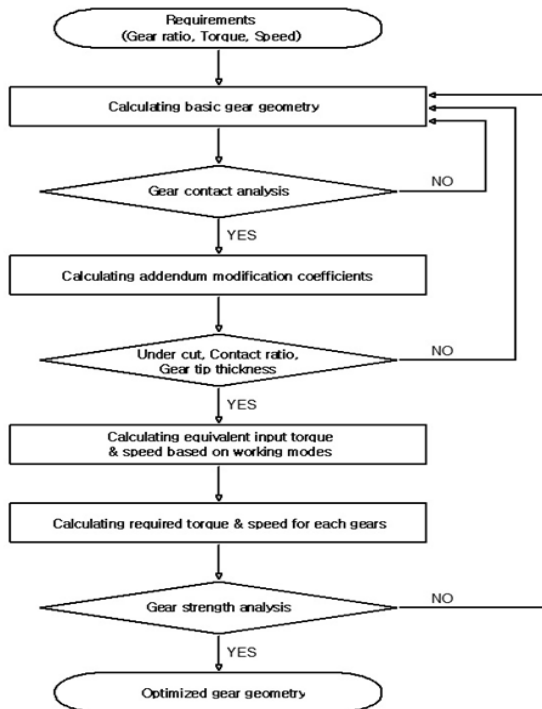 Requirements
(Gear ratio, Torque, Speed)
Calculating basic gear geometry
Gear contact analysis
NO
YES
Calculating addendum modification coefficients
Under cut, Contact ratio,
Gear tip thickness
NO
YES
Calculating equivalent input torque
& speed based on working modes
Calculating required torque & speed for each gears
Gear strength analysis
NO
YES
Optimized gear geometry